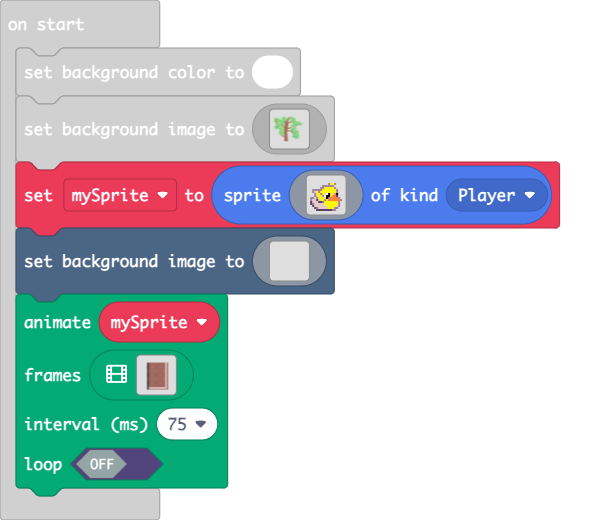 on start
set background color to
set background image to
set mySprite to sprite of kind Player
set background image to
animate mySprite
frames
interval (ms) 75
loop OFF